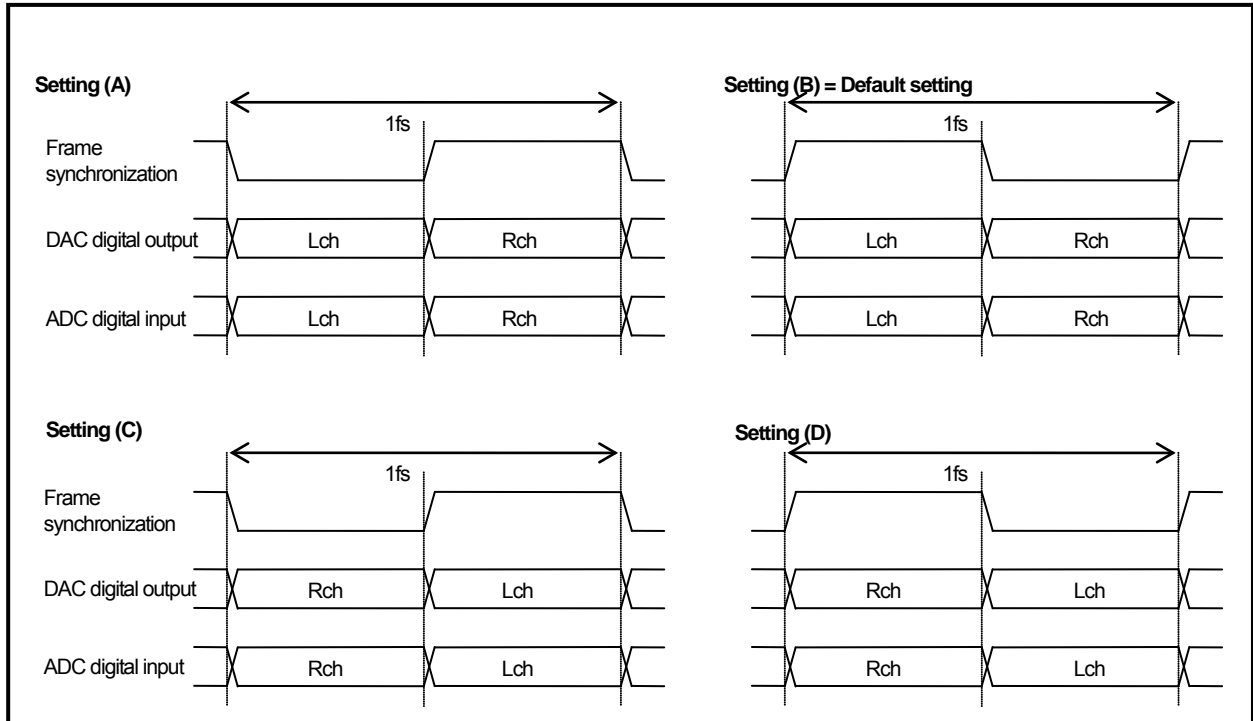 Setting (A)
1fs
Frame
synchronization
DAC digital output
Lch
Rch
ADC digital input
Lch
Rch
Setting (B) = Default setting
1fs
Lch
Rch
Lch
Rch
Setting (C)
1fs
Frame
synchronization
DAC digital output
Rch
Lch
ADC digital input
Rch
Lch
Setting (D)
1fs
Rch
Lch
Rch
Lch